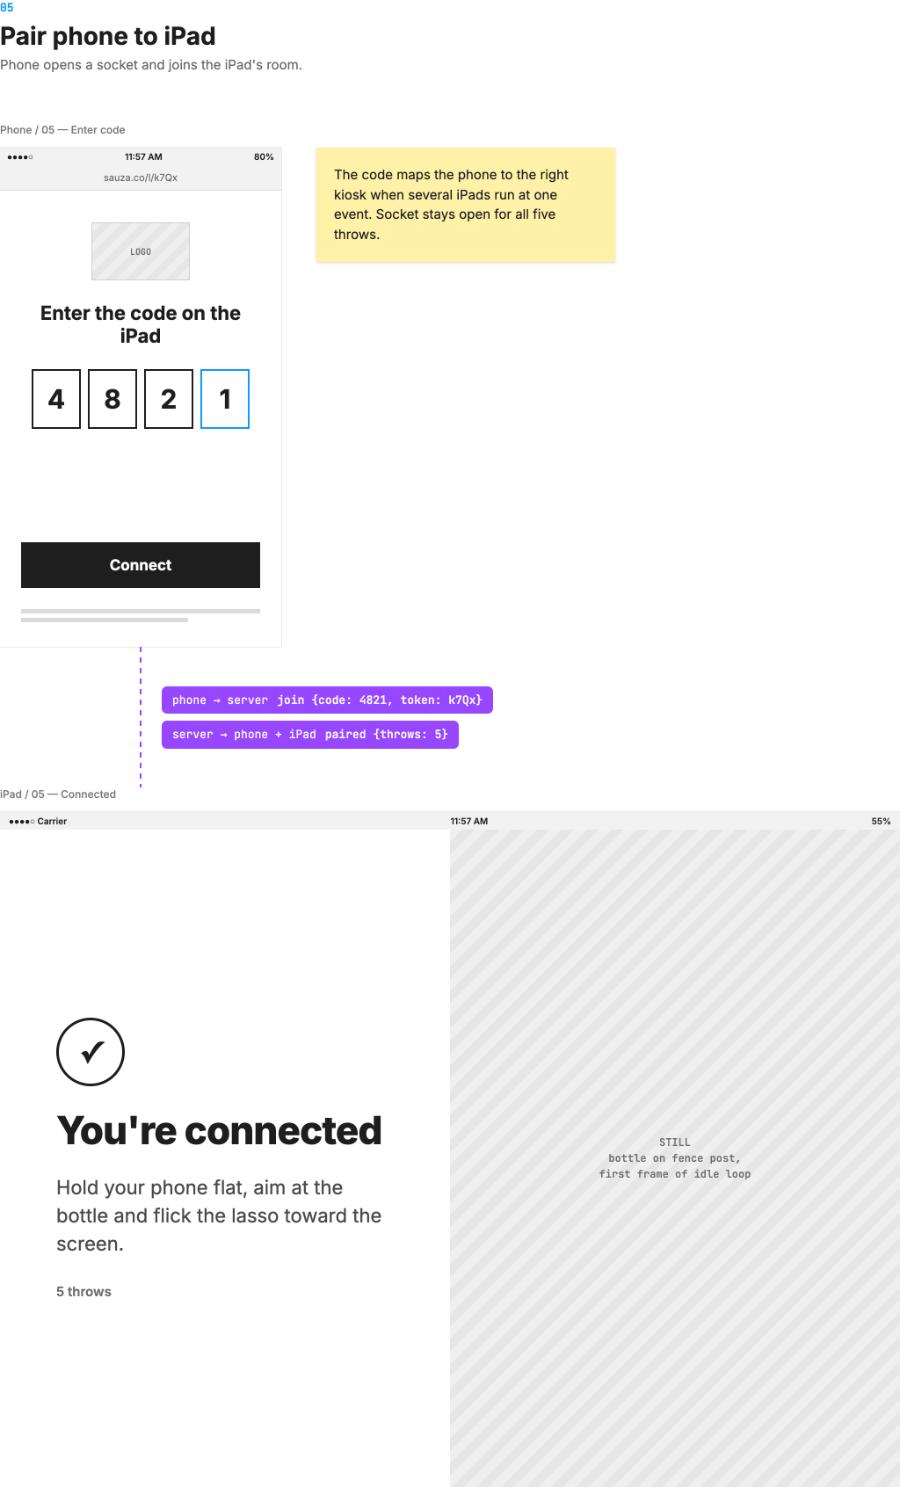 05
Pair phone to iPad
Phone opens a socket and joins the iPad's room.
Phone / 05 — Enter code
11:57 AM
80%
sauza.co/l/k7Qx
LOGO
Enter the code on the
iPad
4 8 2 1
Connect
The code maps the phone to the right
kiosk when several iPads run at one
event. Socket stays open for all five
throws.
phone → server join {code: 4821, token: k7Qx}
server → phone + iPad paired {throws: 5}
iPad / 05 — Connected
Carrier
11:57 AM
55%
You're connected
Hold your phone flat, aim at the
bottle and flick the lasso toward the
screen.
5 throws
STILL
bottle on fence post,
first frame of idle loop